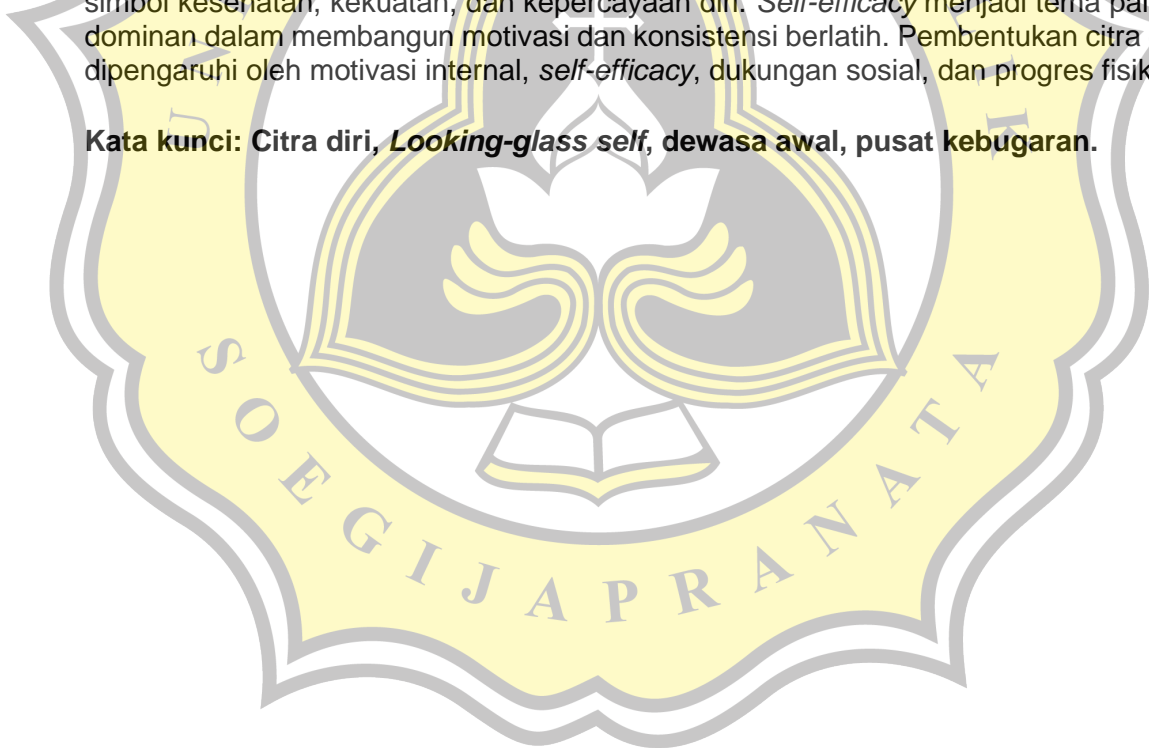 simbol kesehatan, kekuatan, dan kepercayaan diri. Self-efficacy menjadi tema
dominan dalam membangun motivasi dan konsistensi berlatih. Pembentukan citra
dipengaruhi oleh motivasi internal, self-efficacy, dukungan sosial, dan progres fisik
Kata kunci: Citra diri, Looking-glass self, dewasa awal, pusat kebugaran.
SOEGIJAPRANATA